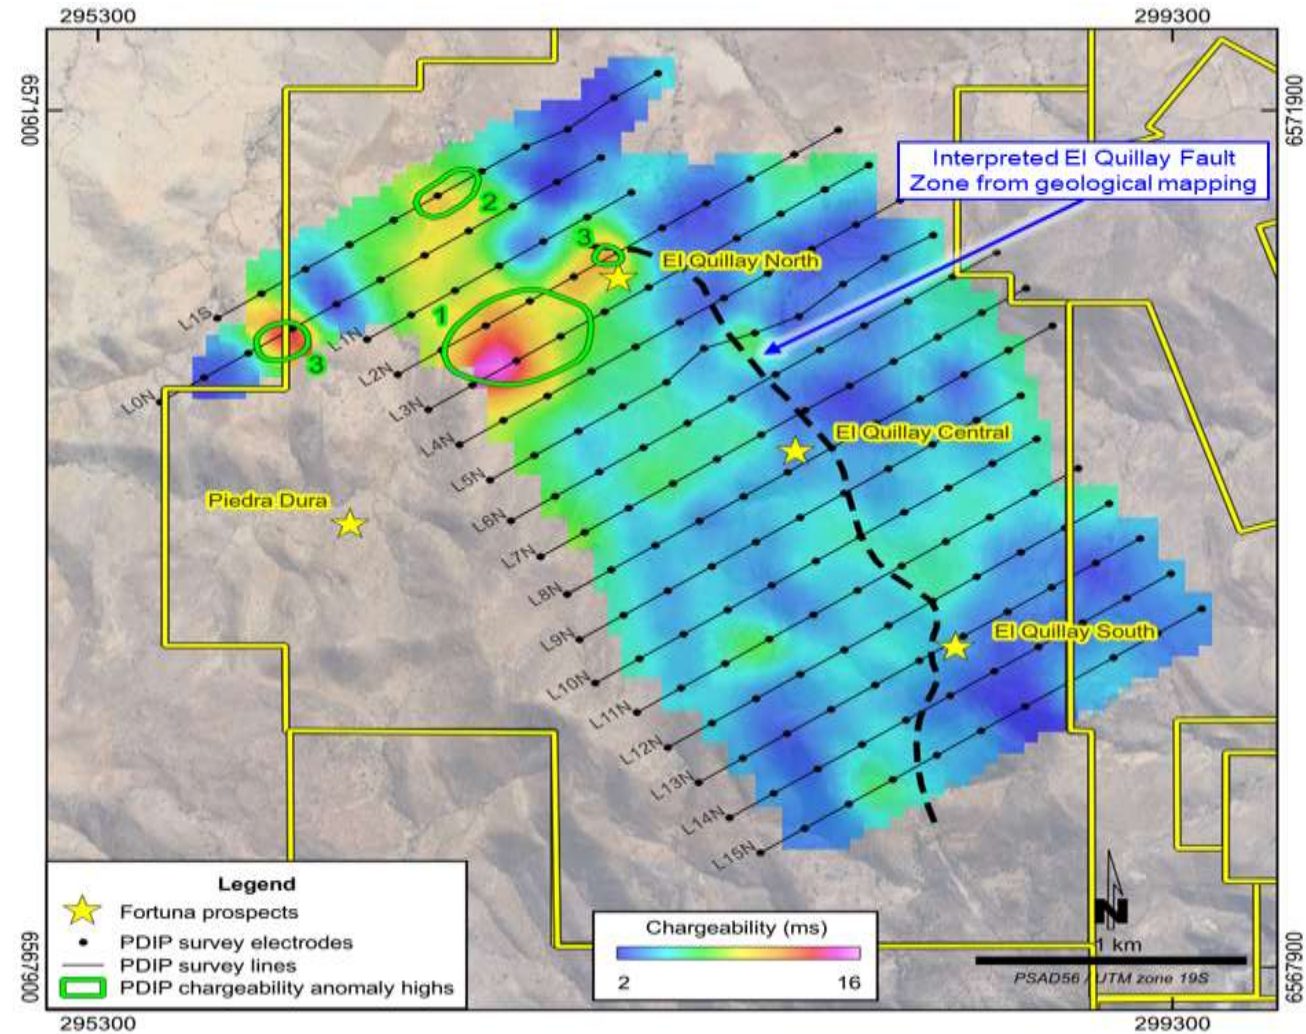 295300
299300
6571900
6571900
Interpreted El Quillay Fault
Zone from geological mapping
2
3
El Quillay North
L1S
1
L1N
3
L2N
L0N
L3N
El Quillay Central
L4N
L5N
Piedra Dura
L6N
L7N
L8N
El Quillay South
L9N
L10N
L11N
L12N
L13N
L14N
L15N
Legend
Fortuna prospects
PDIP survey electrodes
PDIP survey lines
PDIP chargeability anomaly highs
Chargeability (ms)
2
16
N
1 km
PSAD56 / UTM zone 19S
6567900
6567900
295300
299300